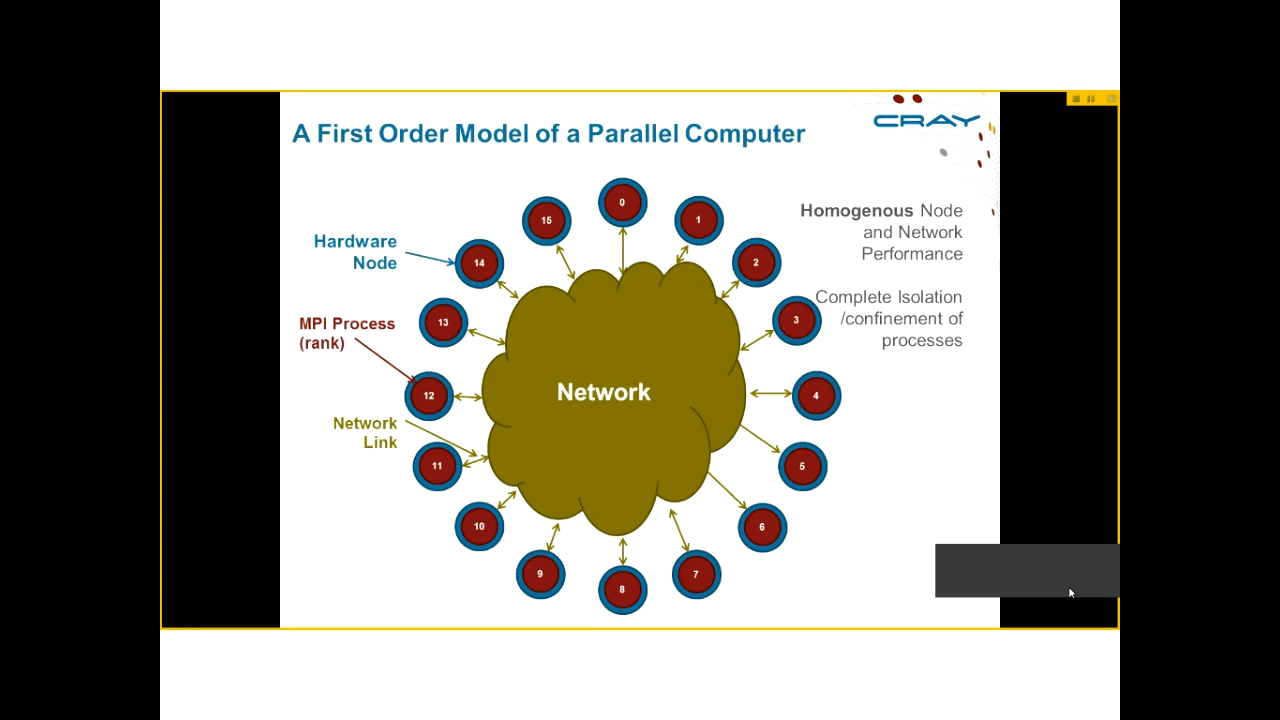 A First Order Model of a Parallel Computer
CRAY
Homogenous Node
and Network
Performance
Complete Isolation
/confinement of
processes
Hardware
Node
MPI Process
(rank)
Network
Link
Network
0
1
2
3
4
5
6
7
8
9
10
11
12
13
14
15